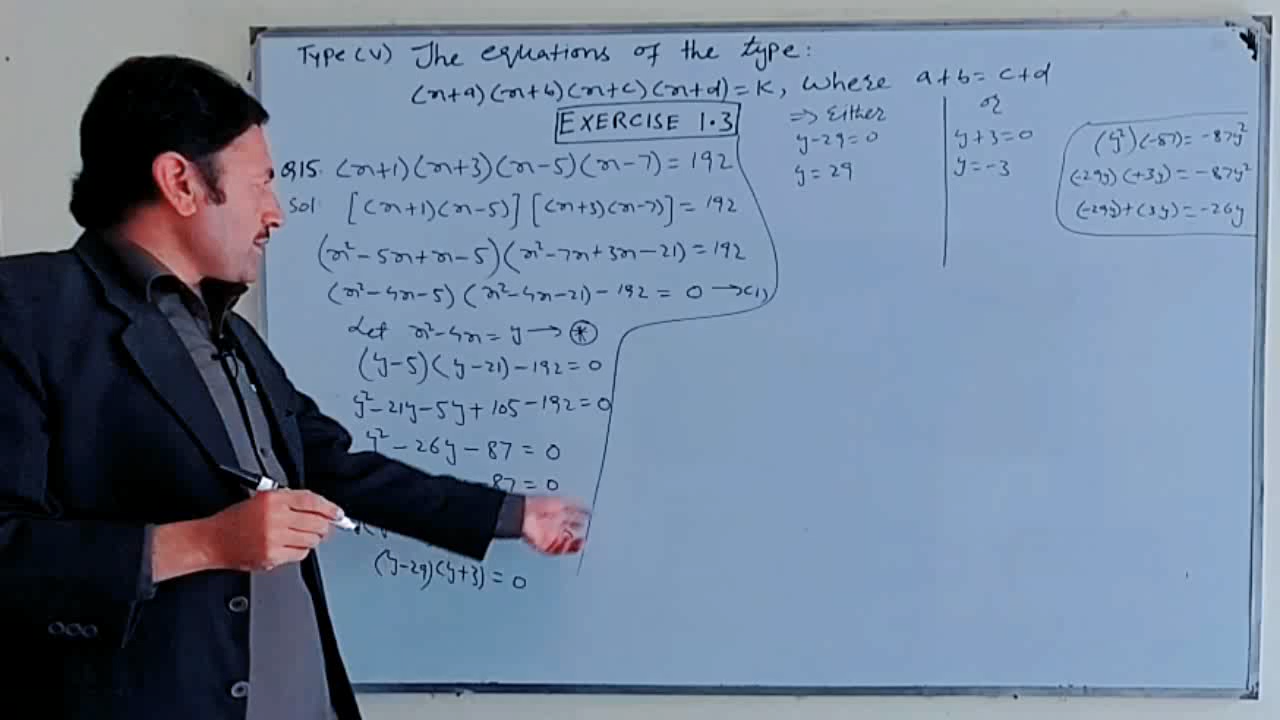 Type (V) The equations of the type:
(x+a)(x+b)(x+c)(x+d)=K, where a+b=c+d
EXERCISE 1.3
Q15. (x+1)(x+3)(x-5)(x-7)=192
Sol: [(x+1)(x-5)][(x+3)(x-7)]=192
(x²-5x+x-5)(x²-7x+3x-21)=192
(x²-4x-5)(x²-4x-21)-192=0→(1)
Let x²-4x=y→*
(y-5)(y-21)-192=0
y²-21y-5y+105-192=0
y²-26y-87=0
87=0
(y-29)(y+3)=0
⇒ Either
y-29=0
y=29
or
y+3=0
y=-3
(y²)(-87)=-87y²
(-29y)(+3y)=-87y²
(-29y)+(3y)=-26y